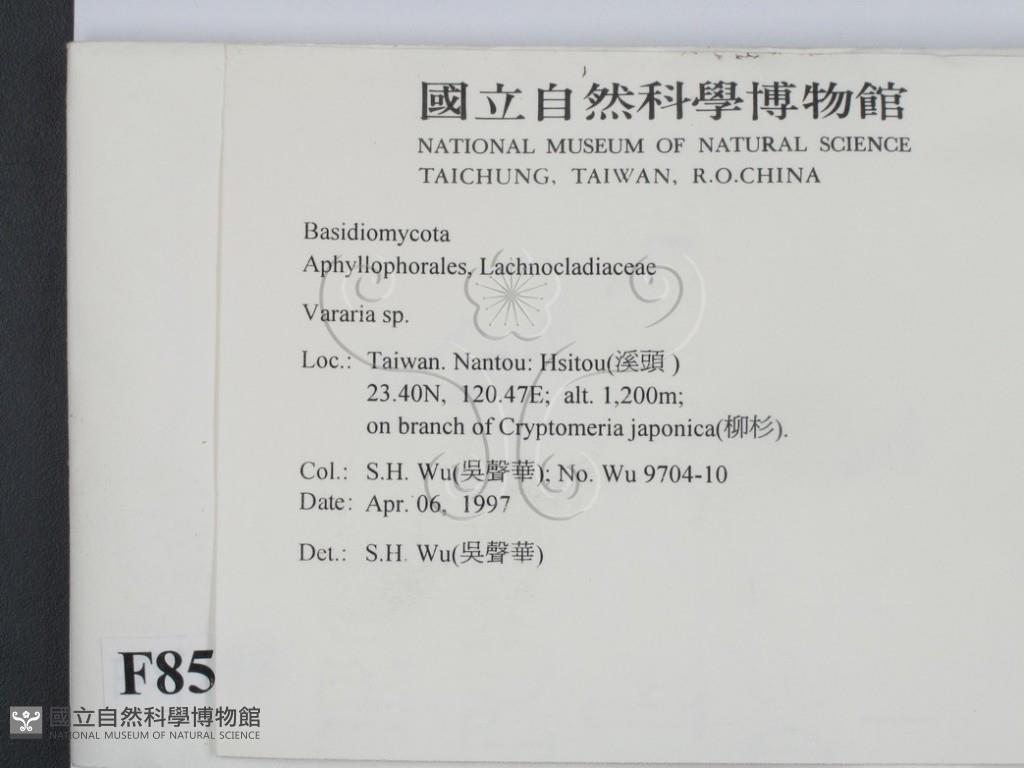 國立自然科學博物館
NATIONAL MUSEUM OF NATURAL SCIENCE
TAICHUNG, TAIWAN, R.O.CHINA
Basidiomycota
Aphyllophorales, Lachnocladiaceae
Vararia sp.
Loc.: Taiwan. Nantou: Hsitou(溪頭 )
23.40N, 120.47E; alt. 1,200m;
on branch of Cryptomeria japonica(柳杉).
Col.: S.H. Wu(吳聲華); No. Wu 9704-10
Date: Apr. 06, 1997
Det.: S.H. Wu(吳聲華)
F85
國立自然科學博物館
NATIONAL MUSEUM OF NATURAL SCIENCE